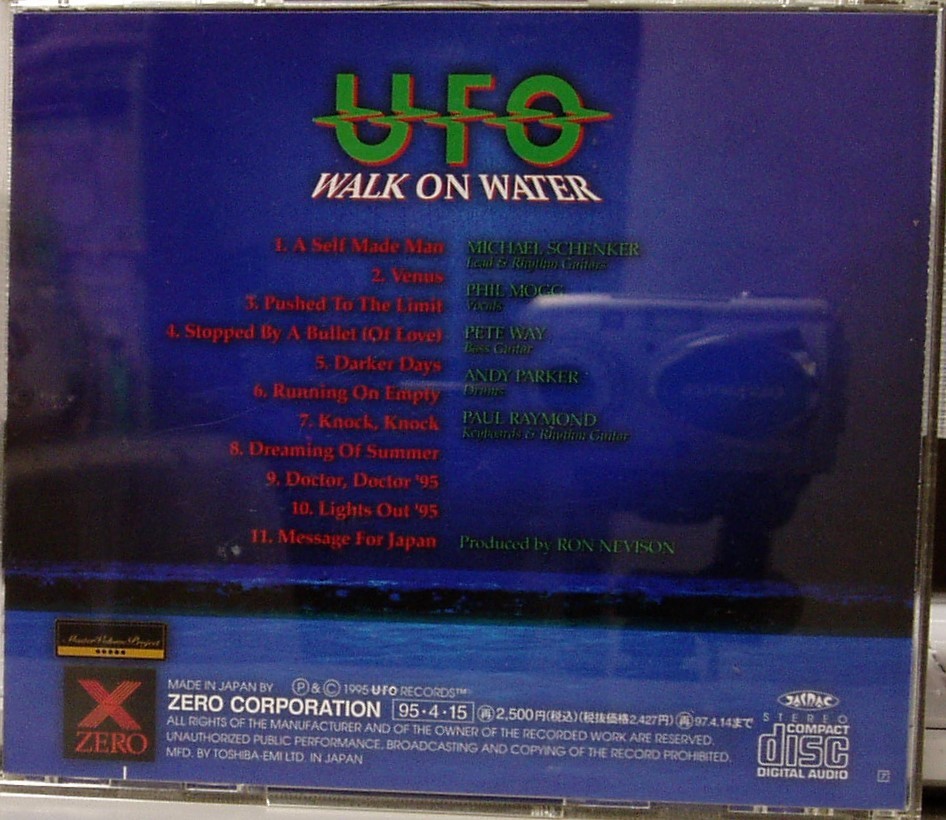 UFO
WALK ON WATER
1. A Self Made Man
2. Venus
3. Pushed To The Limit
4. Stopped By A Bullet (Of Love)
5. Darker Days
6. Running On Empty
7. Knock, Knock
8. Dreaming Of Summer
9. Doctor, Doctor '95
10. Lights Out '95
11. Message For Japan
MICHAEL SCHENKER
Lead & Rhythm Guitars
PHIL MOGG
Vocals
PETE WAY
Bass Guitar
ANDY PARKER
Drums
PAUL RAYMOND
Keyboards & Rhythm Guitar
Produced by RON NEVISON
MasterVolumeProject
X
ZERO
MADE IN JAPAN BY Ⓟ & Ⓒ 1995 UFO RECORDS™
ZERO CORPORATION 95・4・15 ㊢2,500円(税込)(税抜価格2,427円) ㊢97.4.14まで
ALL RIGHTS OF THE MANUFACTURER AND OF THE OWNER OF THE RECORDED WORK ARE RESERVED.
UNAUTHORIZED PUBLIC PERFORMANCE, BROADCASTING AND COPYING OF THE RECORD PROHIBITED.
MFD. BY TOSHIBA-EMI LTD. IN JAPAN
JASRAC
STEREO
COMPACT
disc
DIGITAL AUDIO